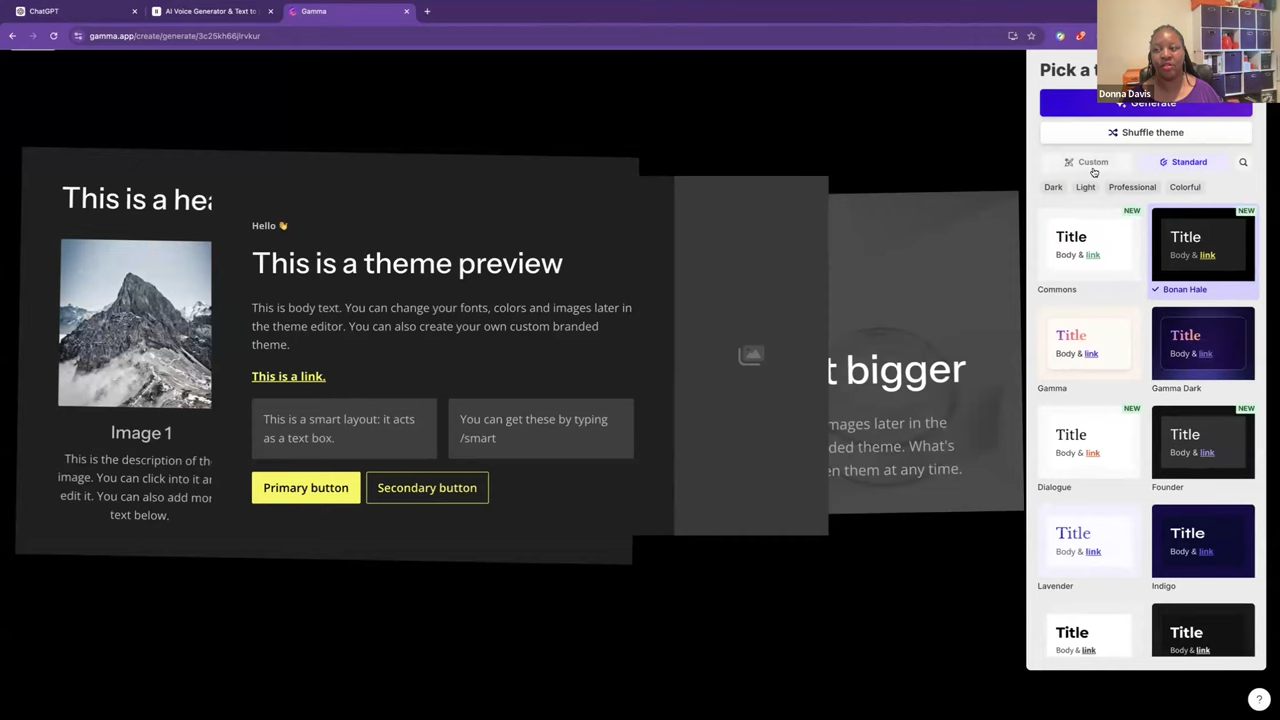 ChatGPT
AI Voice Generator & Text to
Gamma
gamma.app/create/generate/3c25kh66jlrvkur
Donna Davis
Pick a t
Generate
Shuffle theme
Custom
Standard
Dark
Light
Professional
Colorful
NEW
Title
Body & link
Commons
NEW
Title
Body & link
Bonan Hale
Title
Body & link
Gamma
Title
Body & link
Gamma Dark
NEW
Title
Body & link
Dialogue
NEW
Title
Body & link
Founder
Title
Body & link
Lavender
Title
Body & link
Indigo
Title
Body & link
Title
Body & link
This is a hea
Image 1
This is the description of th
image. You can click into it ar
edit it. You can also add mor
text below.
Hello 👋
This is a theme preview
This is body text. You can change your fonts, colors and images later in
the theme editor. You can also create your own custom branded
theme.
This is a link.
This is a smart layout: it acts
as a text box.
You can get these by typing
/smart
Primary button
Secondary button
t bigger
mages later in the
ded theme. What's
en them at any time.
?